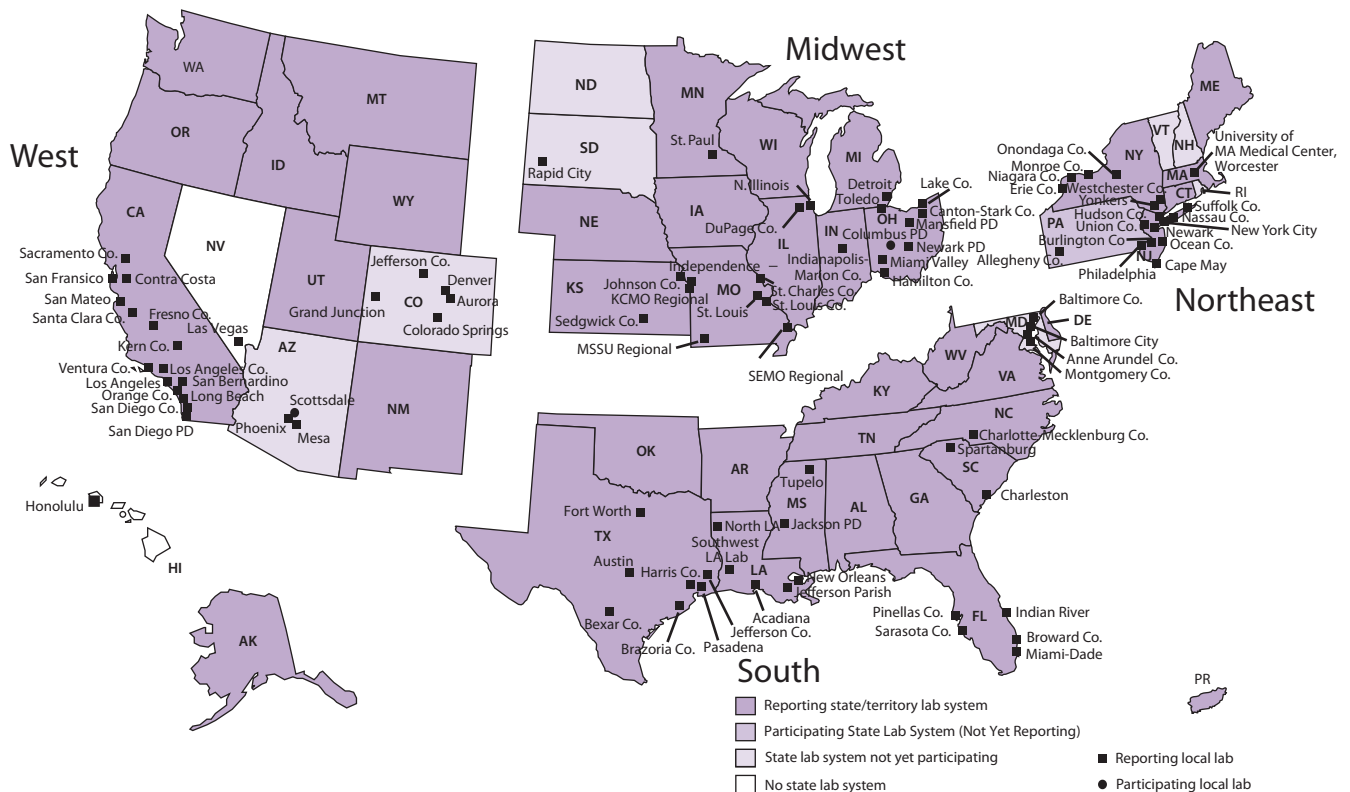 Midwest
West
Northeast
South
WA
OR
MT
ID
WY
CA
NV
UT
CO
AZ
NM
HI
AK
Sacramento Co.
San Fransico
Contra Costa
San Mateo
Santa Clara Co.
Fresno Co.
Las Vegas
Kern Co.
Ventura Co.
Los Angeles Co.
Los Angeles
San Bernardino
Orange Co.
Long Beach
San Diego Co.
San Diego PD
Jefferson Co.
Denver
Aurora
Grand Junction
Colorado Springs
Scottsdale
Phoenix
Mesa
Honolulu
ND
SD
MN
WI
MI
NE
IA
IL
IN
OH
KS
MO
Rapid City
St. Paul
N.Illinois
DuPage Co.
Detroit
Toledo
Lake Co.
Canton-Stark Co.
Mansfield PD
Columbus PD
Newark PD
Indianapolis-
Marion Co.
Miami Valley
Hamilton Co.
Independence
Johnson Co.
KCMO Regional
St. Charles Co.
St. Louis Co.
St. Louis
Sedgwick Co.
MSSU Regional
SEMO Regional
ME
VT
NH
NY
MA
CT
RI
PA
NJ
University of
MA Medical Center,
Worcester
Onondaga Co.
Monroe Co.
Niagara Co.
Erie Co.
Westchester Co.
Yonkers
Suffolk Co.
Hudson Co.
Nassau Co.
Union Co.
New York City
Newark
Burlington Co
Ocean Co.
Allegheny Co.
Philadelphia
Cape May
MD
DE
WV
VA
KY
NC
TN
SC
OK
AR
MS
AL
GA
TX
LA
FL
PR
Baltimore Co.
Baltimore City
Anne Arundel Co.
Montgomery Co.
Charlotte-Mecklenburg Co.
Spartanburg
Charleston
Tupelo
Jackson PD
Fort Worth
North LA
Southwest
LA Lab
Austin
Harris Co.
New Orleans
Jefferson Parish
Acadiana
Jefferson Co.
Bexar Co.
Brazoria Co.
Pasadena
Pinellas Co.
Indian River
Sarasota Co.
Broward Co.
Miami-Dade
Reporting state/territory lab system
Participating State Lab System (Not Yet Reporting)
State lab system not yet participating
No state lab system
Reporting local lab
Participating local lab